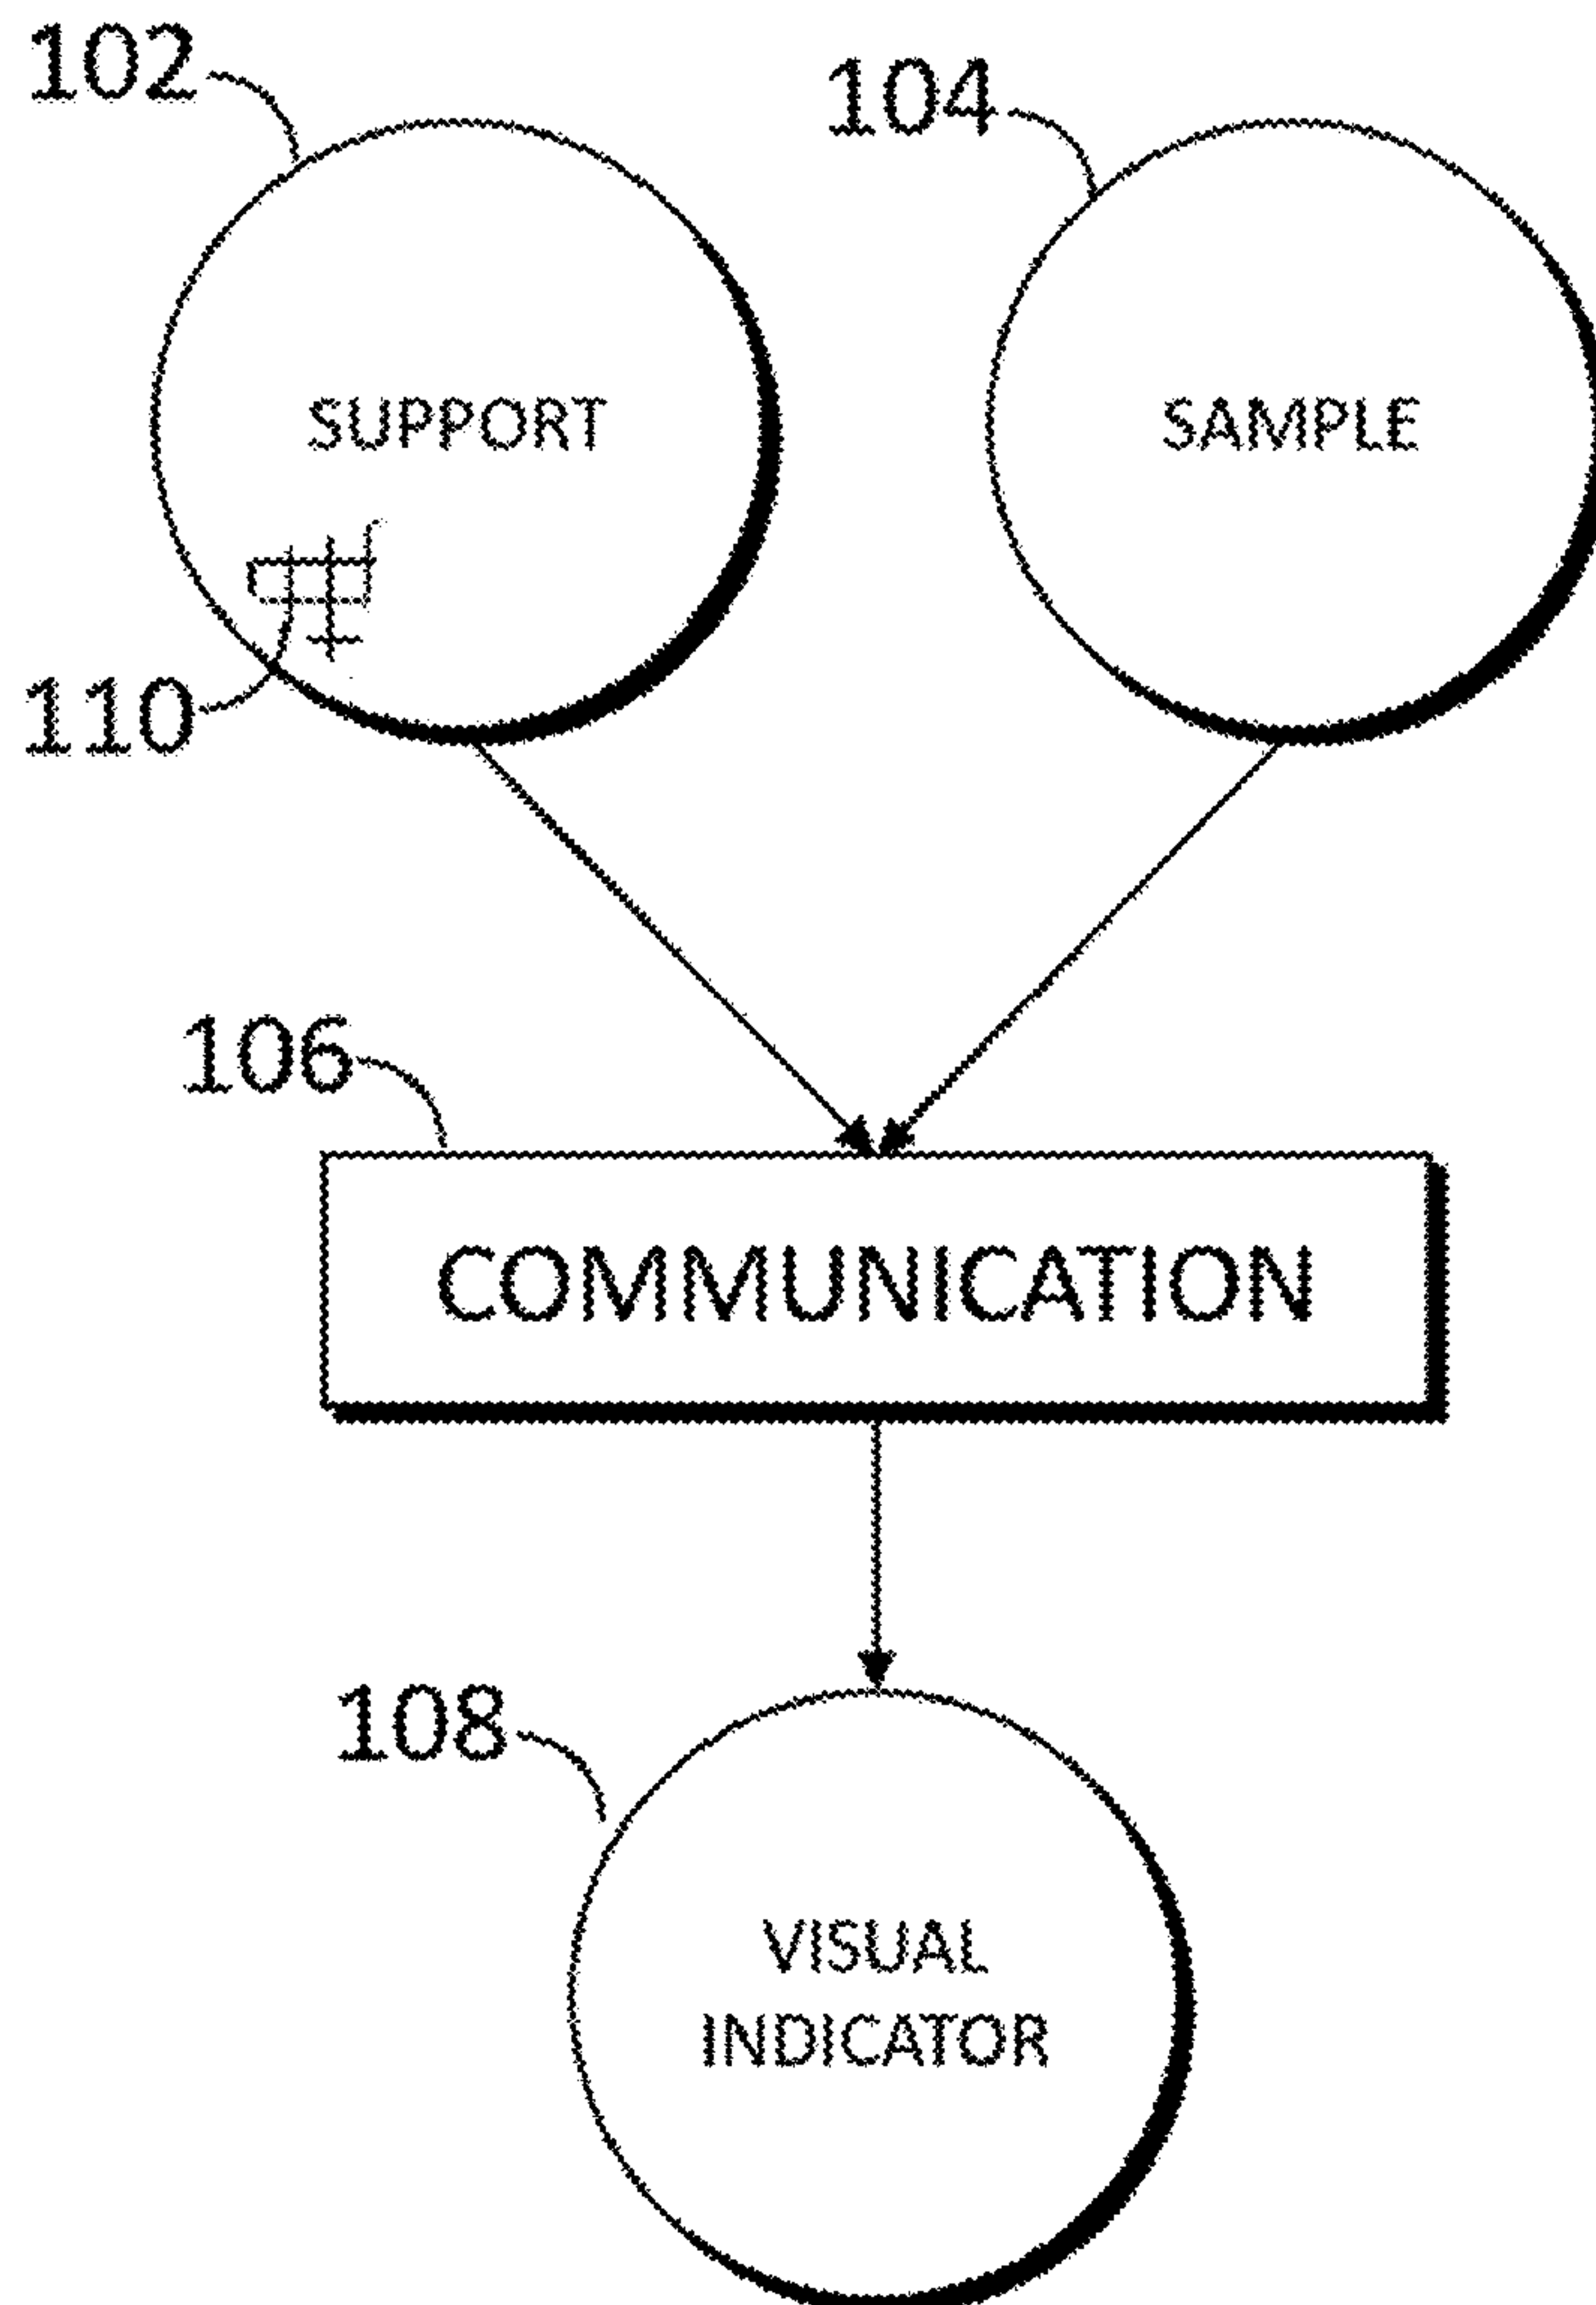 102
104
SUPPORT
SAMPLE
110
106
COMMUNICATION
108
VISUAL
INDICATOR